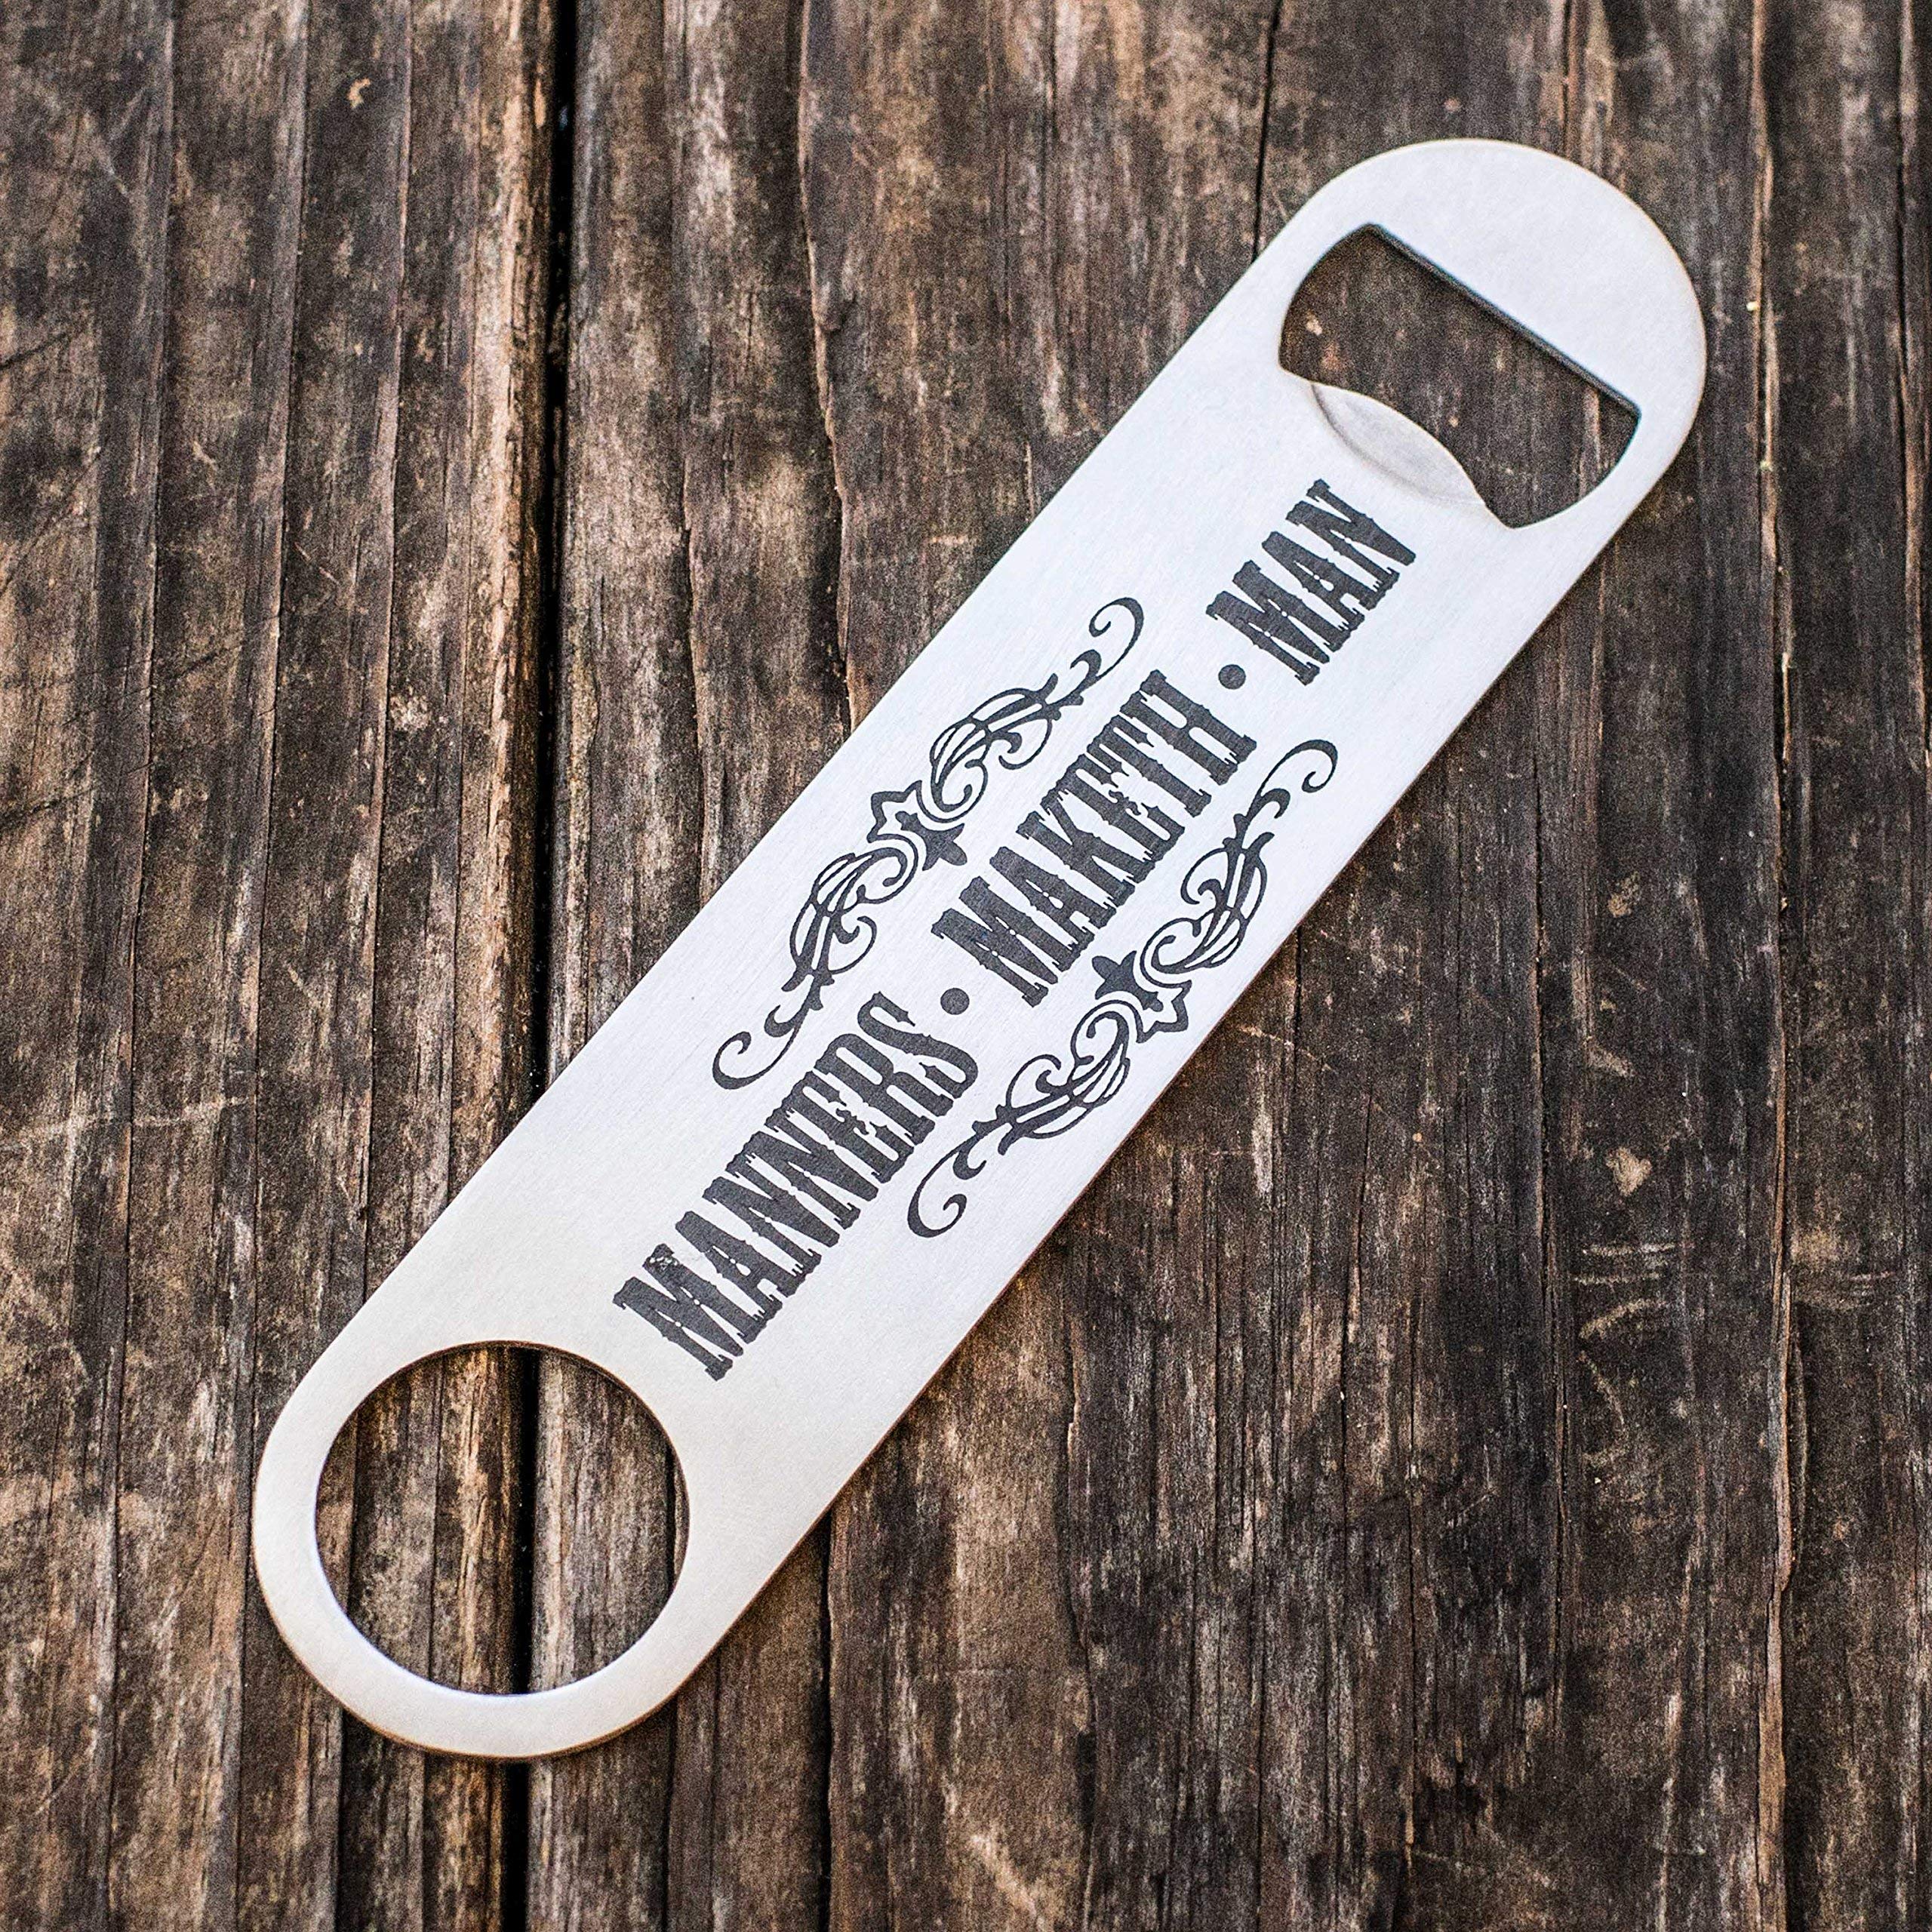 MANNERS • MAKETH • MAN